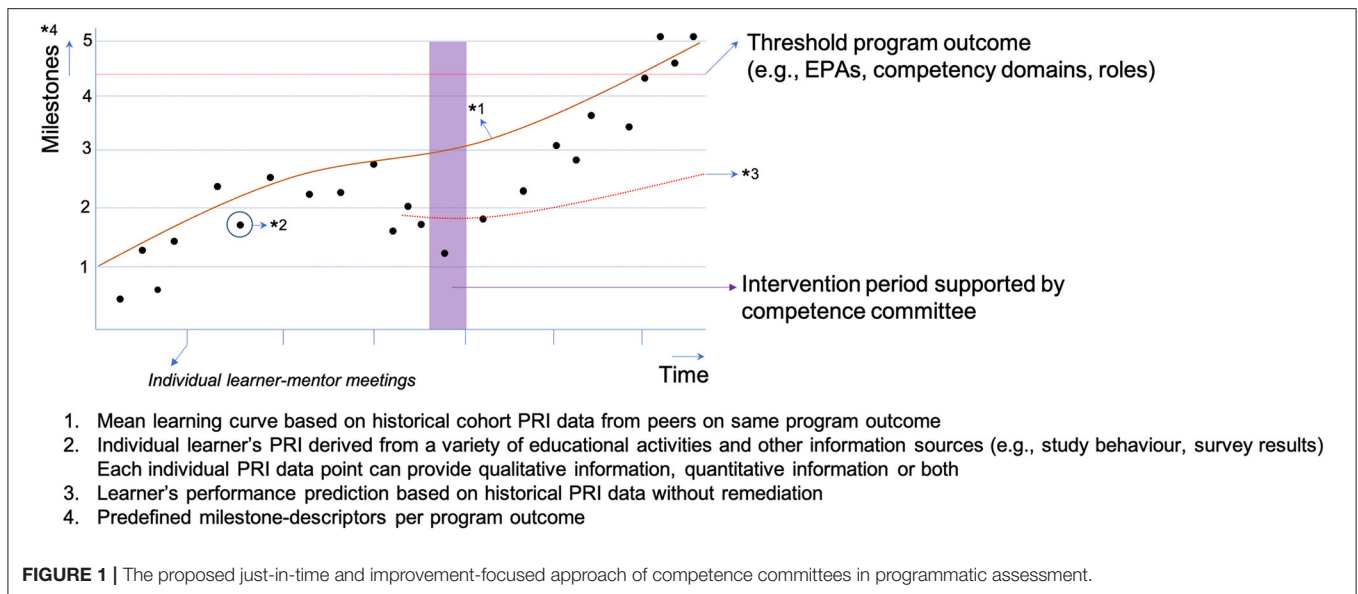 *4
Milestones
5
4
3
2
1
*1
*2
*3
Threshold program outcome
(e.g., EPAs, competency domains, roles)
Intervention period supported by
competence committee
Individual learner-mentor meetings
Time
1. Mean learning curve based on historical cohort PRI data from peers on same program outcome
2. Individual learner's PRI derived from a variety of educational activities and other information sources (e.g., study behaviour, survey results)
Each individual PRI data point can provide qualitative information, quantitative information or both
3. Learner's performance prediction based on historical PRI data without remediation
4. Predefined milestone-descriptors per program outcome
FIGURE 1 | The proposed just-in-time and improvement-focused approach of competence committees in programmatic assessment.